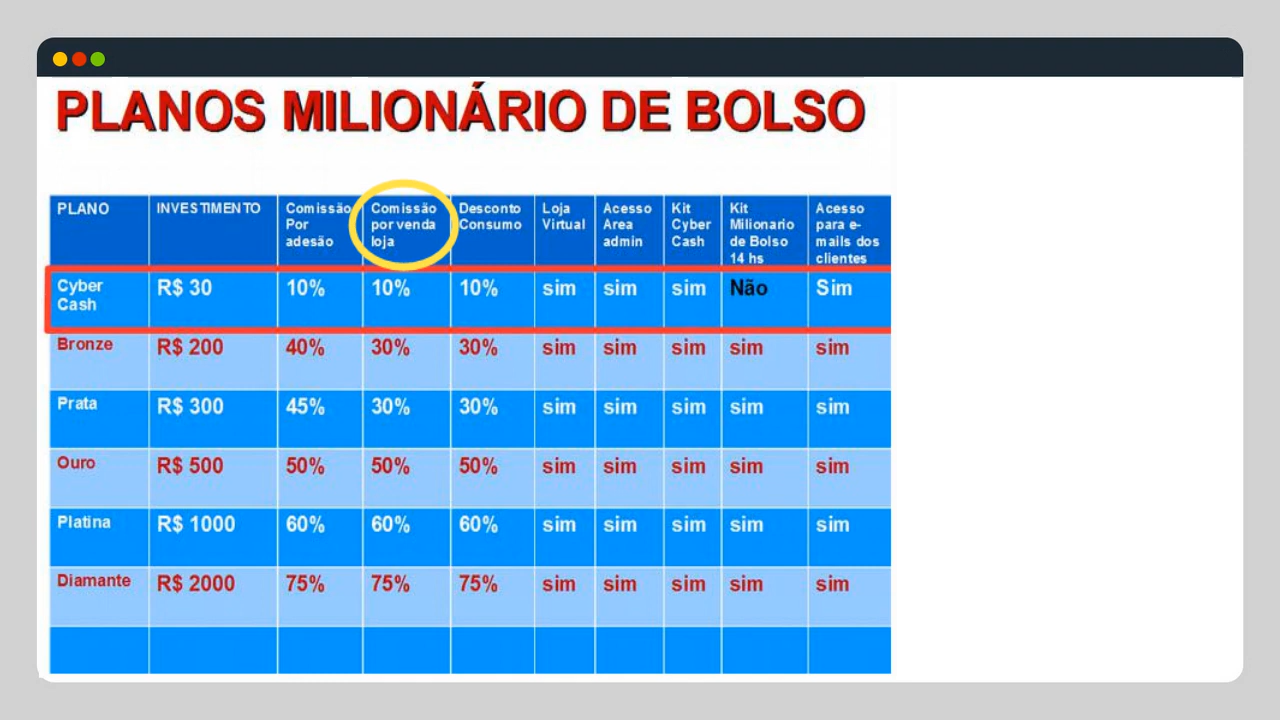 PLANOS MILIONÁRIO DE BOLSO
PLANO INVESTIMENTO Comissão Por adesão Comissão por venda loja Desconto Consumo Loja Virtual Acesso Area admin Kit Cyber Cash Kit Milionario de Bolso 14 hs Acesso para e-mails dos clientes
Cyber Cash R$ 30 10% 10% 10% sim sim sim Não Sim
Bronze R$ 200 40% 30% 30% sim sim sim sim sim
Prata R$ 300 45% 30% 30% sim sim sim sim sim
Ouro R$ 500 50% 50% 50% sim sim sim sim sim
Platina R$ 1000 60% 60% 60% sim sim sim sim sim
Diamante R$ 2000 75% 75% 75% sim sim sim sim sim